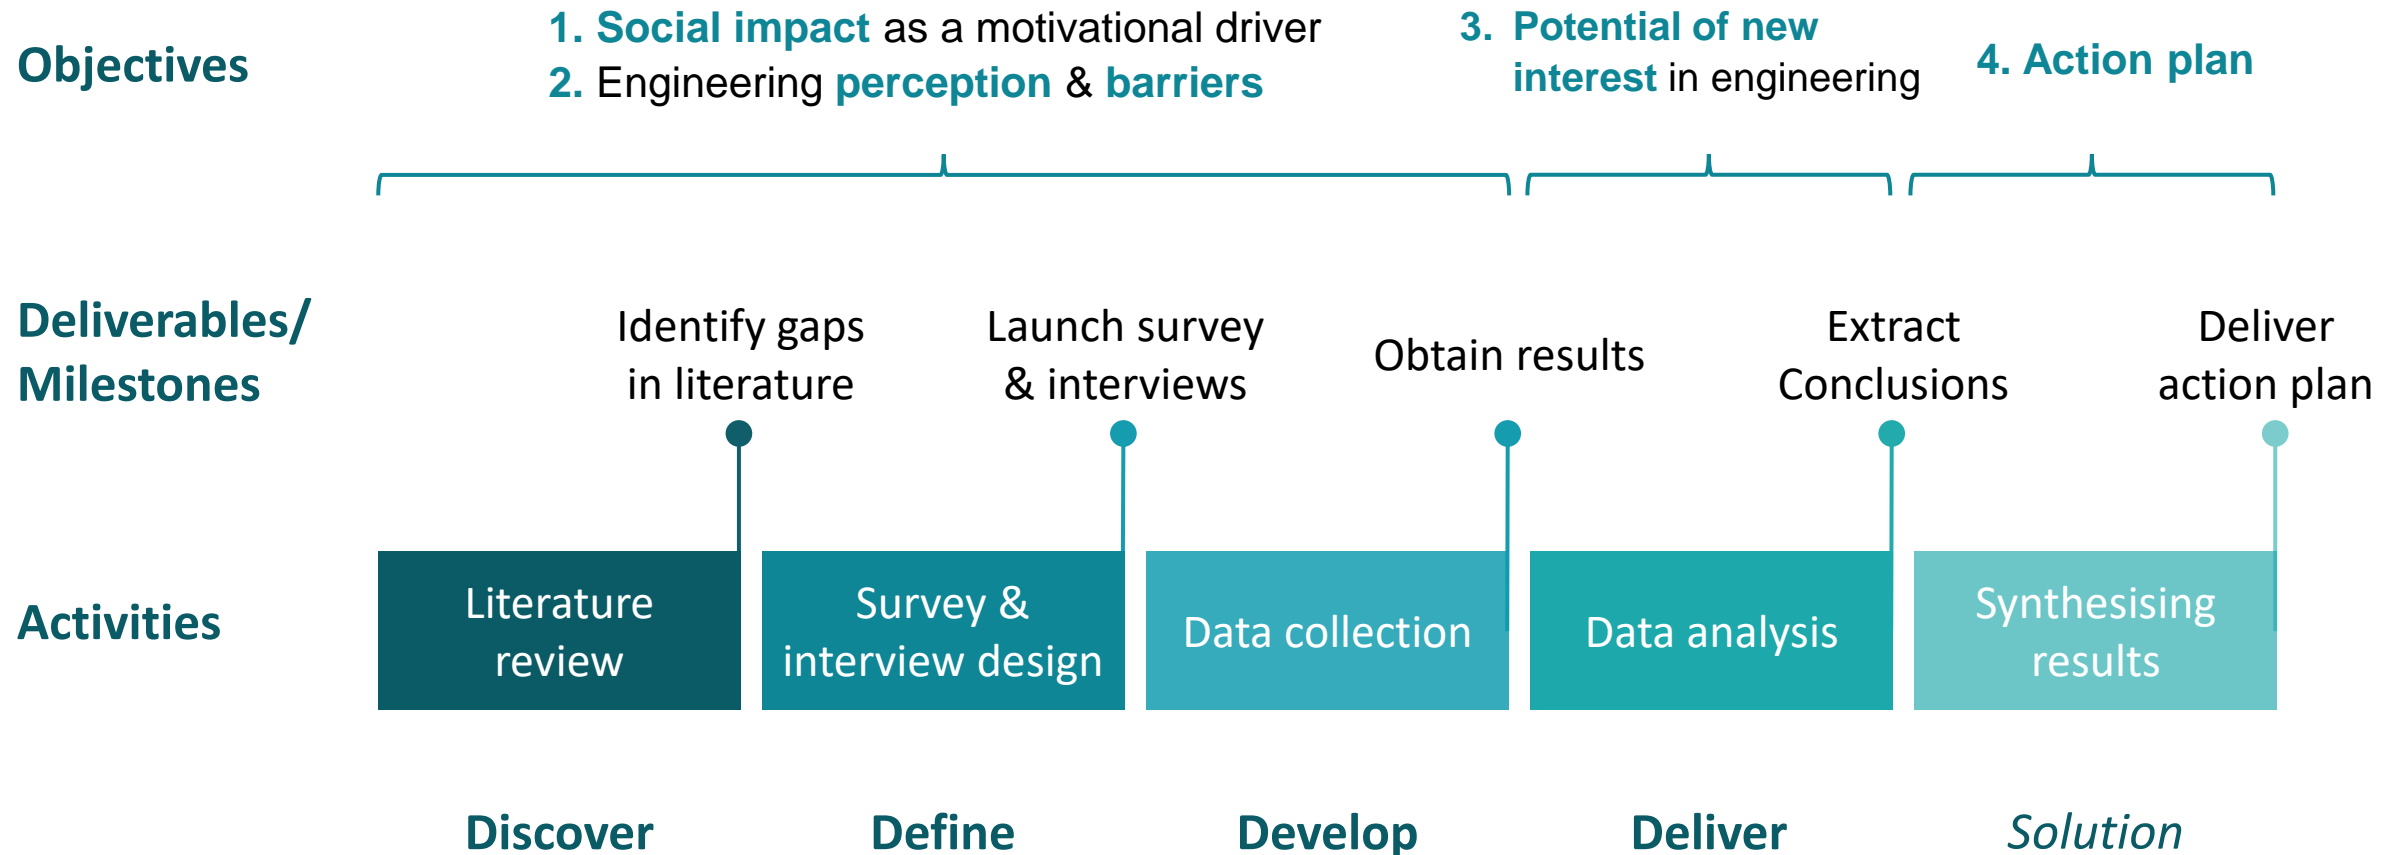 Objectives
1. Social impact as a motivational driver
2. Engineering perception & barriers
3. Potential of new
interest in engineering
4. Action plan
Deliverables/
Milestones
Identify gaps
in literature
Launch survey
& interviews
Obtain results
Extract
Conclusions
Deliver
action plan
Activities
Literature
review
Survey &
interview design
Data collection
Data analysis
Synthesising
results
Discover
Define
Develop
Deliver
Solution